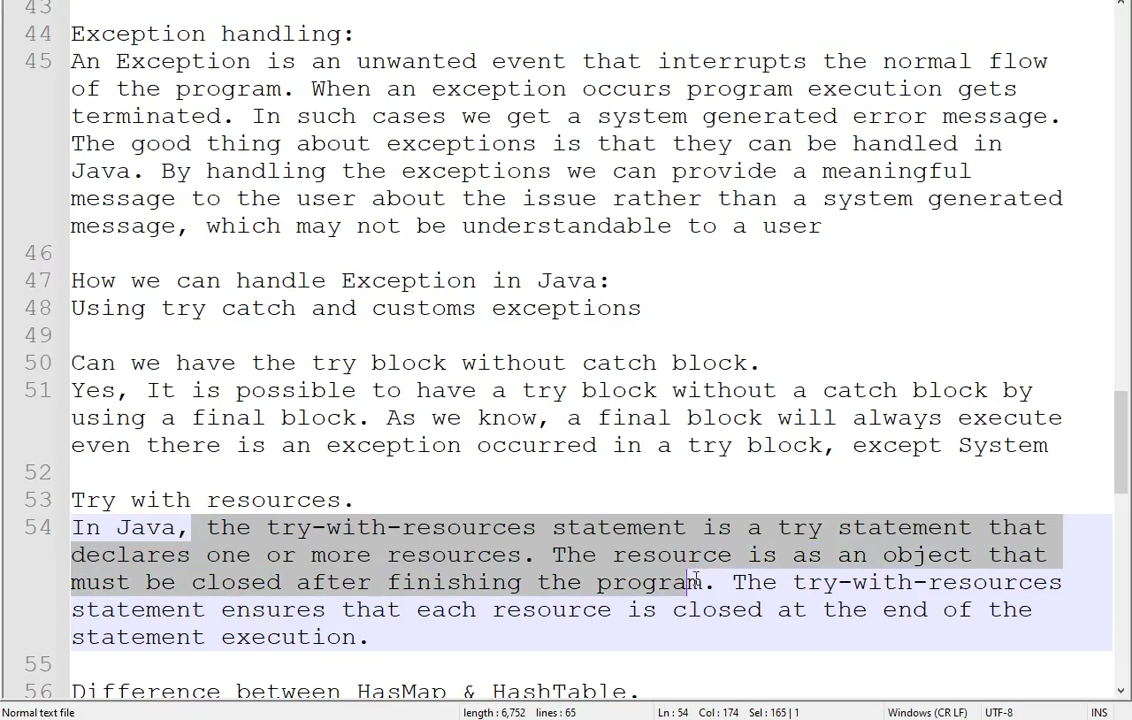 43
44 Exception handling:
45 An Exception is an unwanted event that interrupts the normal flow
of the program. When an exception occurs program execution gets
terminated. In such cases we get a system generated error message.
The good thing about exceptions is that they can be handled in
Java. By handling the exceptions we can provide a meaningful
message to the user about the issue rather than a system generated
message, which may not be understandable to a user
46
47 How we can handle Exception in Java:
48 Using try catch and customs exceptions
49
50 Can we have the try block without catch block.
51 Yes, It is possible to have a try block without a catch block by
using a final block. As we know, a final block will always execute
even there is an exception occurred in a try block, except System
52
53 Try with resources.
54 In Java, the try-with-resources statement is a try statement that
declares one or more resources. The resource is as an object that
must be closed after finishing the program. The try-with-resources
statement ensures that each resource is closed at the end of the
statement execution.
55
56 Difference between HasMap & HashTable.
Normal text file length : 6,752 lines : 65 Ln : 54 Col : 174 Sel : 165 | 1 Windows (CR LF) UTF-8 INS